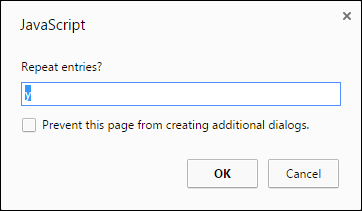 JavaScript
Repeat entries?
y
Prevent this page from creating additional dialogs.
OK
Cancel